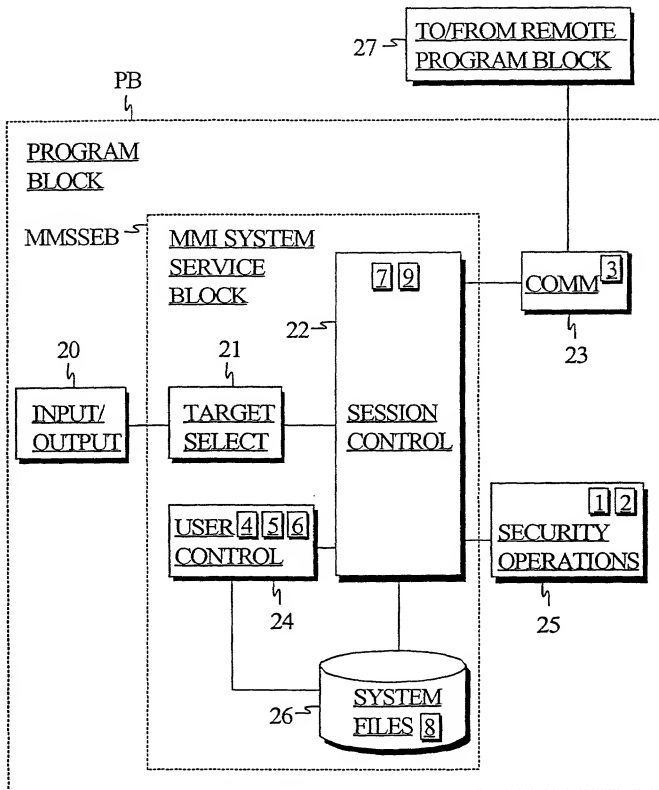 27
TO/FROM REMOTE
PROGRAM BLOCK
PB
PROGRAM
BLOCK
MMSSEB
MMI SYSTEM
SERVICE
BLOCK
7 9
22
SESSION
CONTROL
COMM 3
23
20
INPUT/
OUTPUT
21
TARGET
SELECT
USER 4 5 6
CONTROL
24
1 2
SECURITY
OPERATIONS
25
26
SYSTEM
FILES 8